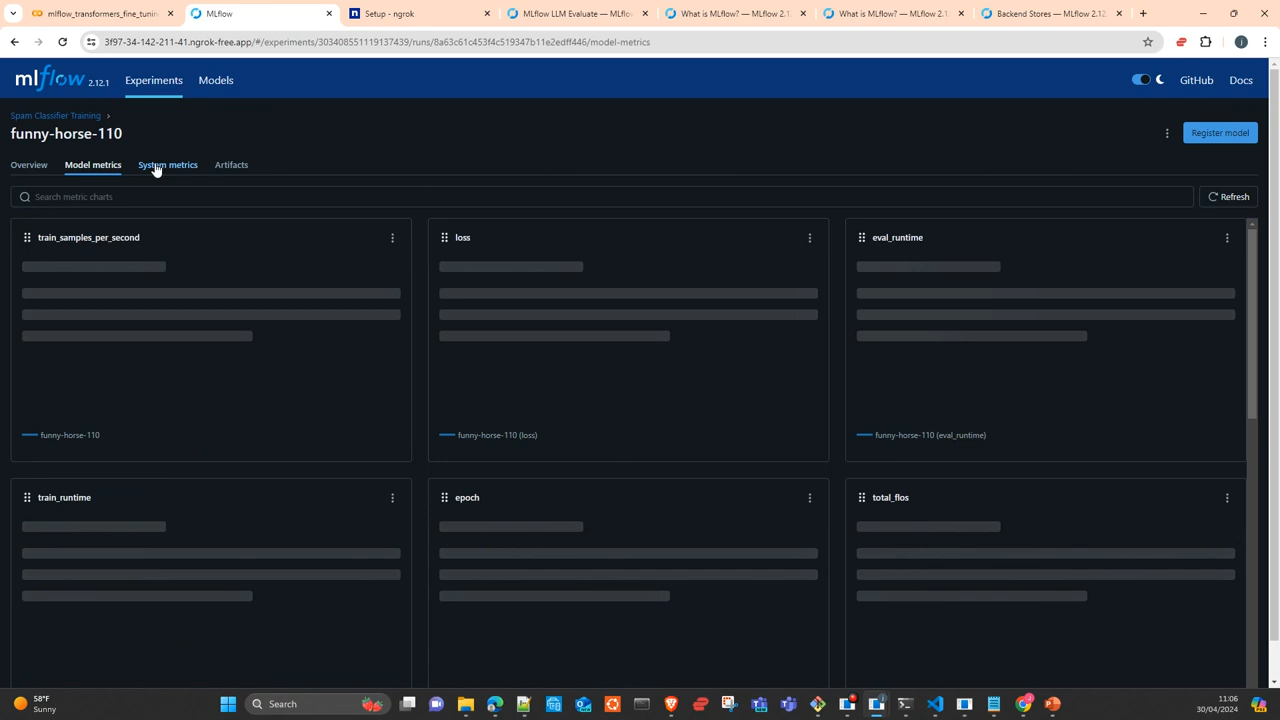 mlflow_transformers_fine_tunin
MLflow
Setup - ngrok
MLflow LLM Evaluate — MLflo
What is MLflow? — MLflow 2.1
What is MLflow? — MLflow 2.1
Backend Stores — MLflow 2.12.
3f97-34-142-211-41.ngrok-free.app/#/experiments/303408551119137439/runs/8a63c61c453f4c519347b11e2edff446/model-metrics
mlflow 2.12.1
Experiments
Models
GitHub
Docs
Spam Classifier Training
funny-horse-110
Register model
Overview
Model metrics
System metrics
Artifacts
Search metric charts
Refresh
train_samples_per_second
loss
eval_runtime
funny-horse-110
funny-horse-110 (loss)
funny-horse-110 (eval_runtime)
train_runtime
epoch
total_flos
58°F
Sunny
Search
11:06
30/04/2024